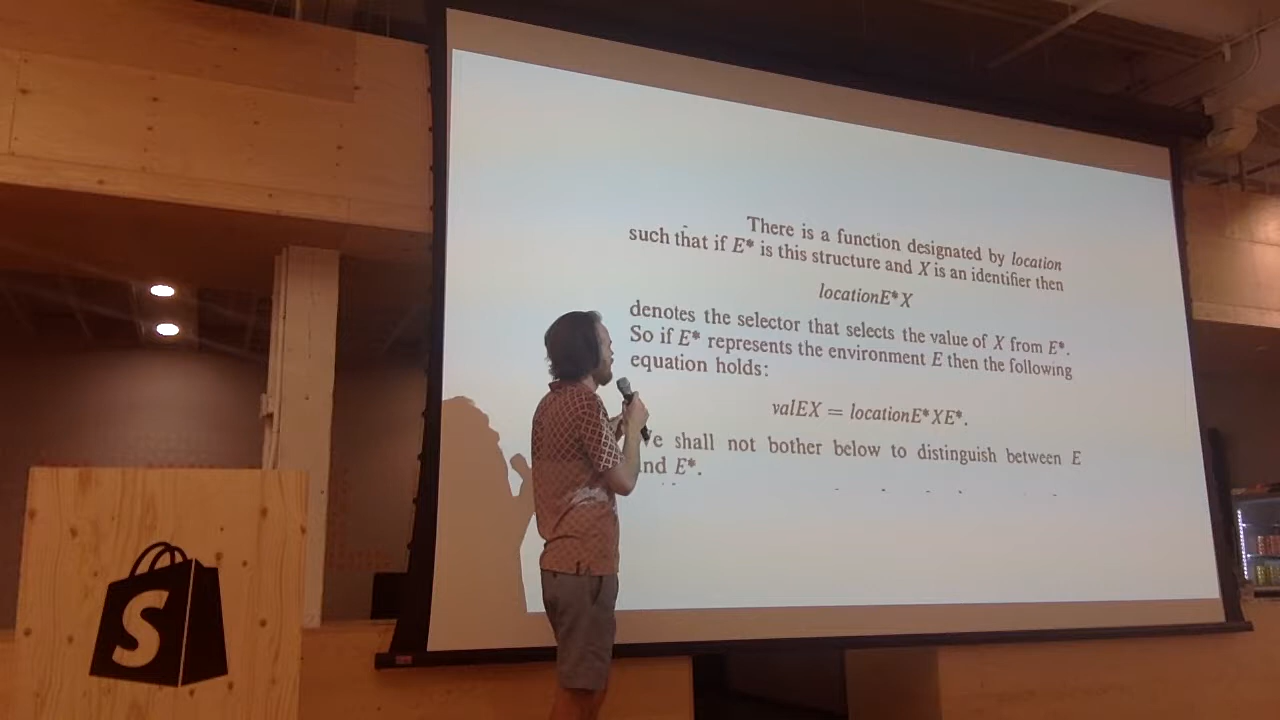 There is a function designated by location
such that if E* is this structure and X is an identifier then
locationE*X
denotes the selector that selects the value of X from E*.
So if E* represents the environment E then the following
equation holds:
valEX = locationE*XE*.
shall not bother below to distinguish between E
E*.
S